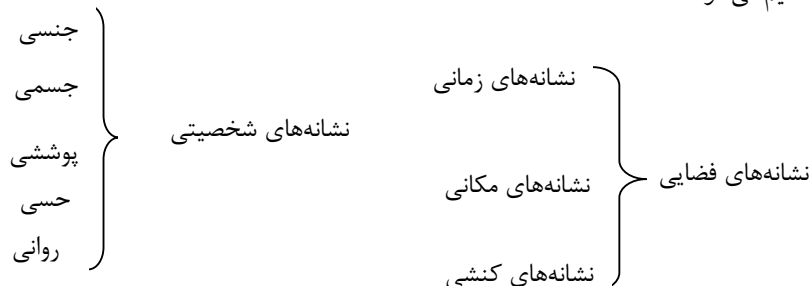 نشانه‌های فضایی
نشانه‌های زمانی
نشانه‌های مکانی
نشانه‌های کنشی
نشانه‌های شخصیتی
جنسی
جسمی
پوششی
حسی
روانی